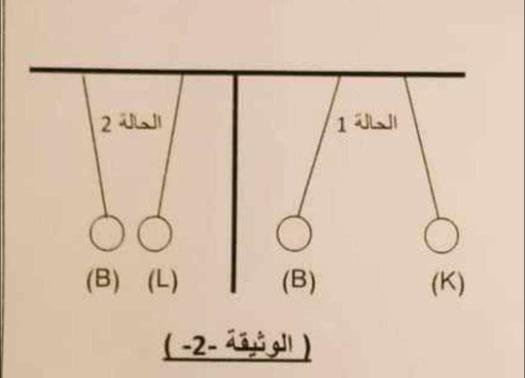 الحالة 1 الحالة 2
(K) (B) (L) (B)
( الوثيقة -2- )